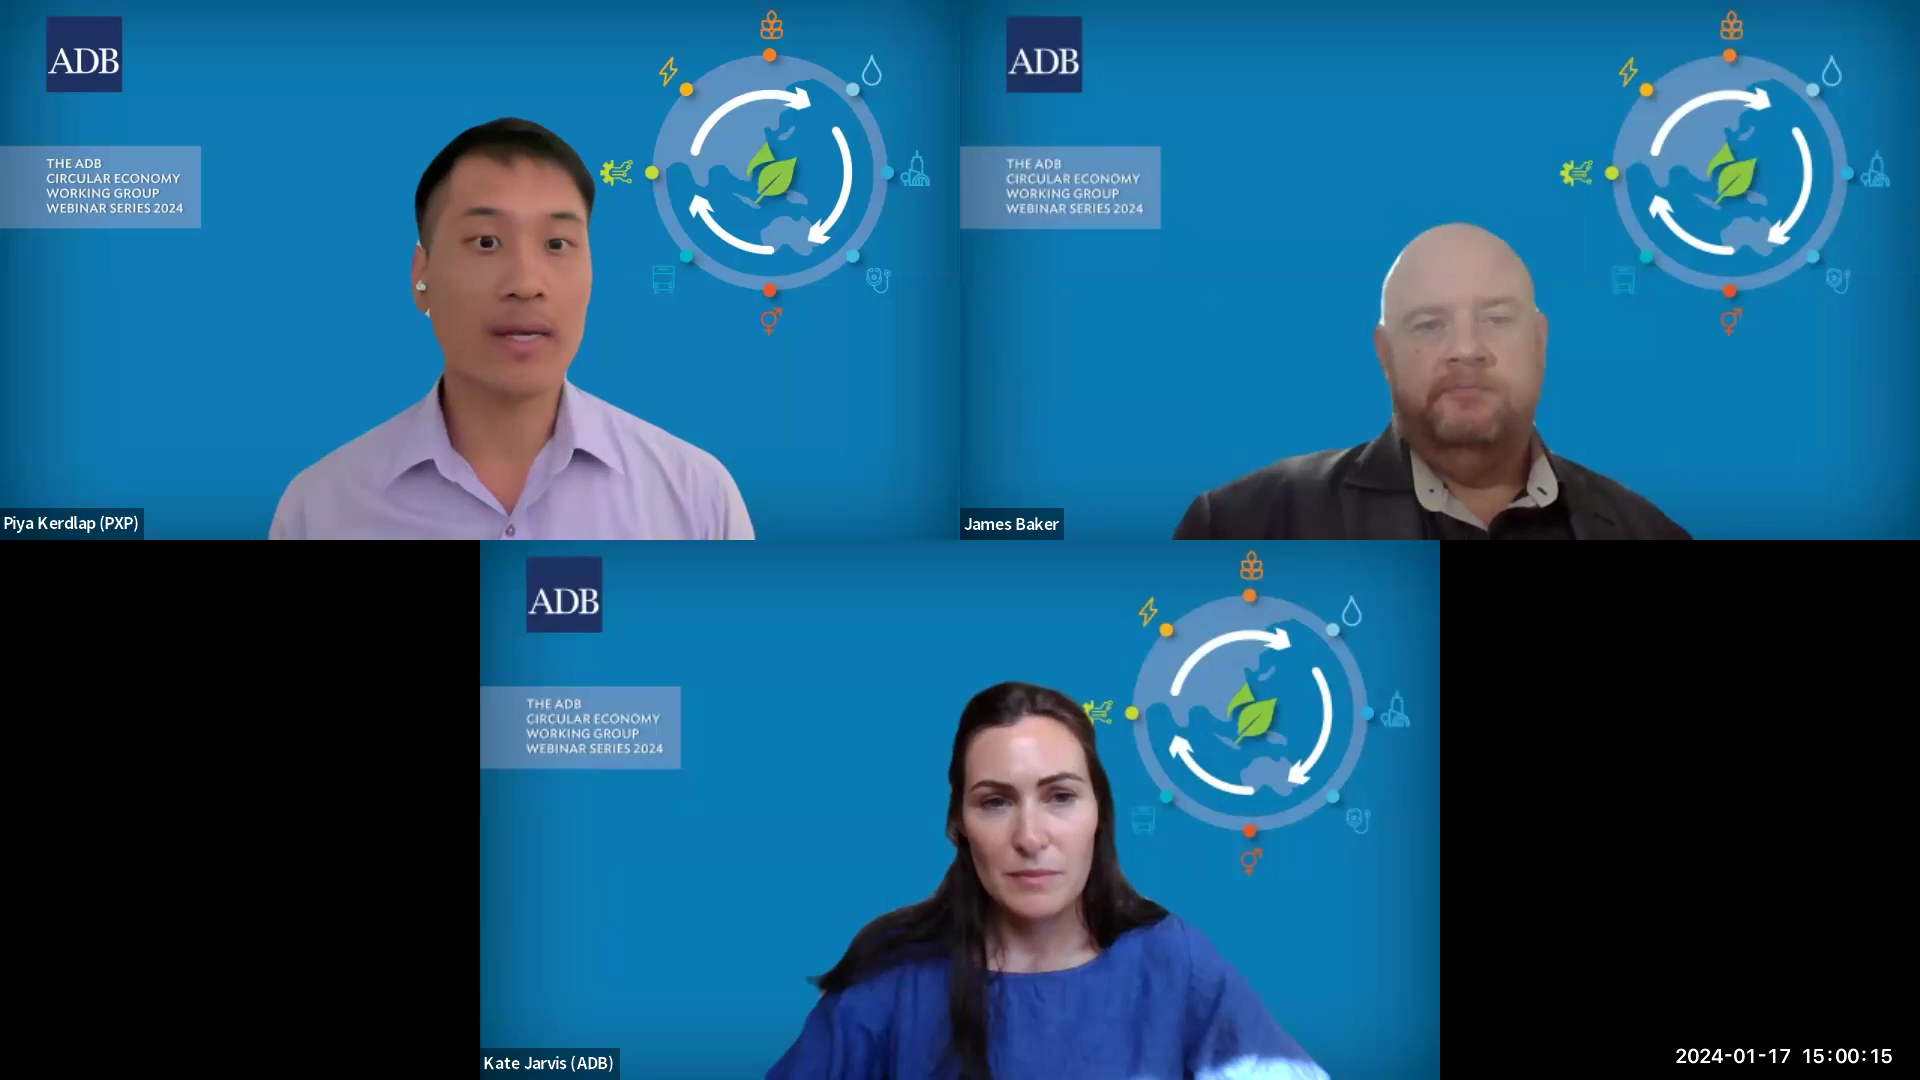 ADB
THE ADB
CIRCULAR ECONOMY
WORKING GROUP
WEBINAR SERIES 2024
Piya Kerdlap (PXP)
ADB
THE ADB
CIRCULAR ECONOMY
WORKING GROUP
WEBINAR SERIES 2024
James Baker
ADB
THE ADB
CIRCULAR ECONOMY
WORKING GROUP
WEBINAR SERIES 2024
Kate Jarvis (ADB)
2024-01-17 15:00:15